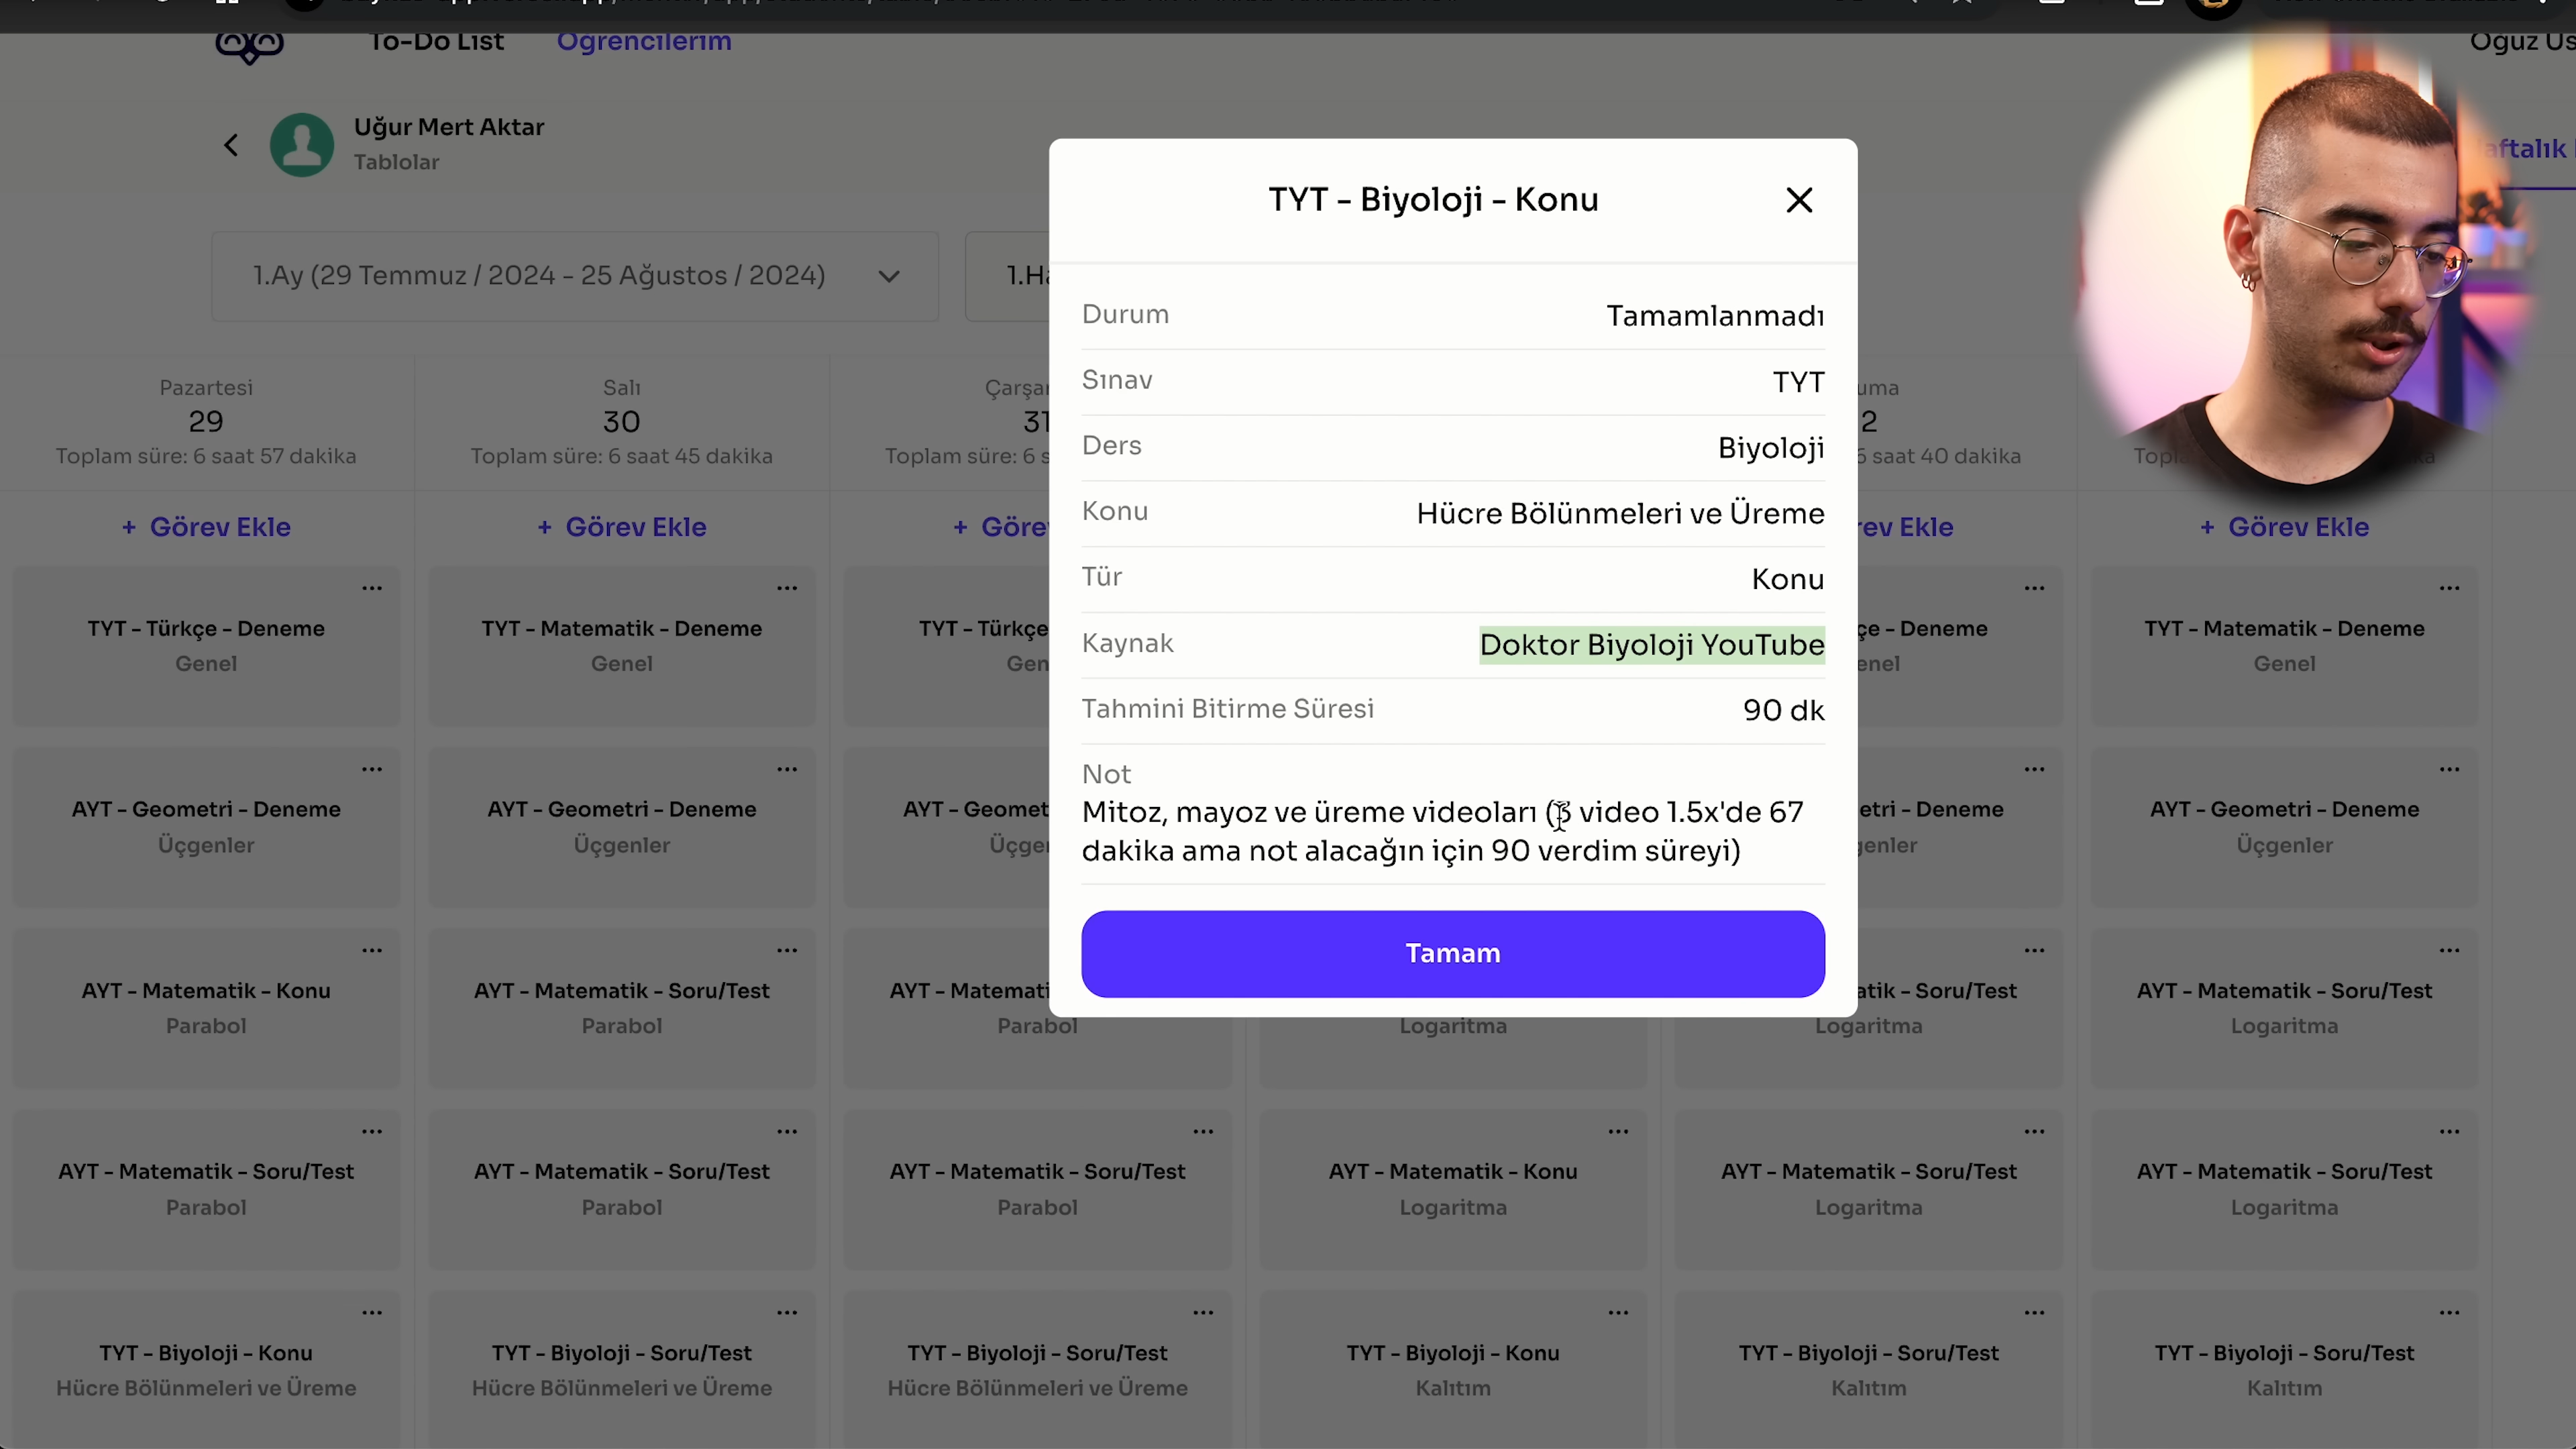 To-Do List
Öğrencilerim
Oğuz Us
Uğur Mert Aktar
Tablolar
aftalık
1.Ay (29 Temmuz / 2024 - 25 Ağustos / 2024)
1.Ha
Pazartesi
29
Toplam süre: 6 saat 57 dakika
Salı
30
Toplam süre: 6 saat 45 dakika
Çarşa
31
Toplam süre: 6 s
uma
2
6 saat 40 dakika
+ Görev Ekle
+ Görev Ekle
+ Göre
rev Ekle
+ Görev Ekle
TYT - Türkçe - Deneme
Genel
TYT - Matematik - Deneme
Genel
TYT - Türkçe
Gen
çe - Deneme
enel
TYT - Matematik - Deneme
Genel
AYT - Geometri - Deneme
Üçgenler
AYT - Geometri - Deneme
Üçgenler
AYT - Geomet
Üçger
etri - Deneme
genler
AYT - Geometri - Deneme
Üçgenler
AYT - Matematik - Konu
Parabol
AYT - Matematik - Soru/Test
Parabol
AYT - Matemati
Parabol
Logaritma
atik - Soru/Test
Logaritma
AYT - Matematik - Soru/Test
Logaritma
AYT - Matematik - Soru/Test
Parabol
AYT - Matematik - Soru/Test
Parabol
AYT - Matematik - Soru/Test
Parabol
AYT - Matematik - Konu
Logaritma
AYT - Matematik - Soru/Test
Logaritma
AYT - Matematik - Soru/Test
Logaritma
TYT - Biyoloji - Konu
Hücre Bölünmeleri ve Üreme
TYT - Biyoloji - Soru/Test
Hücre Bölünmeleri ve Üreme
TYT - Biyoloji - Soru/Test
Hücre Bölünmeleri ve Üreme
TYT - Biyoloji - Konu
Kalıtım
TYT - Biyoloji - Soru/Test
Kalıtım
TYT - Biyoloji - Soru/Test
Kalıtım
TYT - Biyoloji - Konu
Durum Tamamlanmadı
Sınav TYT
Ders Biyoloji
Konu Hücre Bölünmeleri ve Üreme
Tür Konu
Kaynak Doktor Biyoloji YouTube
Tahmini Bitirme Süresi 90 dk
Not
Mitoz, mayoz ve üreme videoları (3 video 1.5x'de 67
dakika ama not alacağın için 90 verdim süreyi)
Tamam